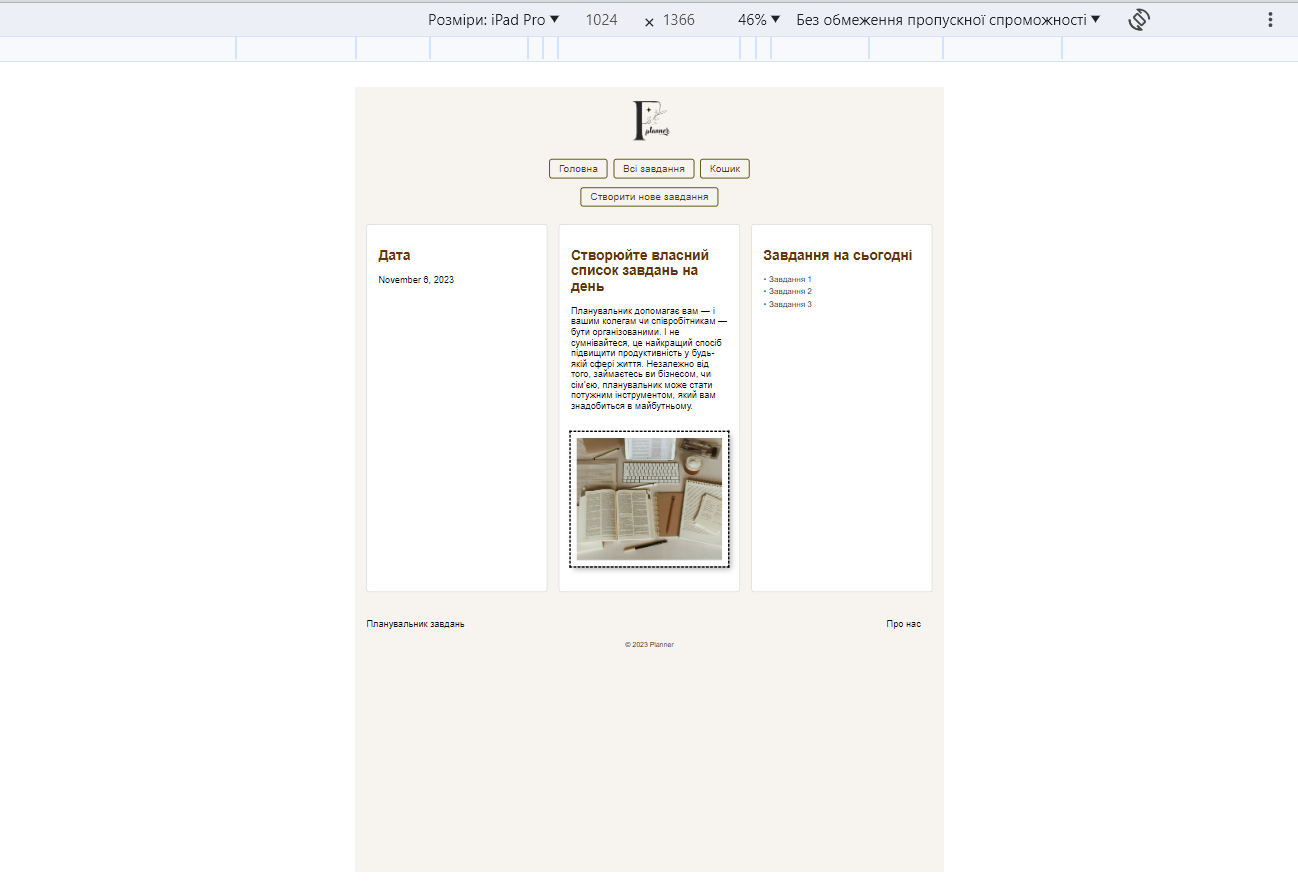 Розміри: iPad Pro 1024 × 1366 46% Без обмеження пропускної спроможності
planner
Головна Всі завдання Кошик
Створити нове завдання
Дата
November 6, 2023
Створюйте власний
список завдань на
день
Планувальник допомагає вам — і
вашим колегам чи співробітникам —
бути організованими. І не
сумнівайтеся, це найкращий спосіб
підвищити продуктивність у будь-
якій сфері життя. Незалежно від
того, займаєтесь ви бізнесом, чи
сім'єю, планувальник може стати
потужним інструментом, який вам
знадобиться в майбутньому.
Завдання на сьогодні
• Завдання 1
• Завдання 2
• Завдання 3
Планувальник завдань
Про нас
© 2023 Planner